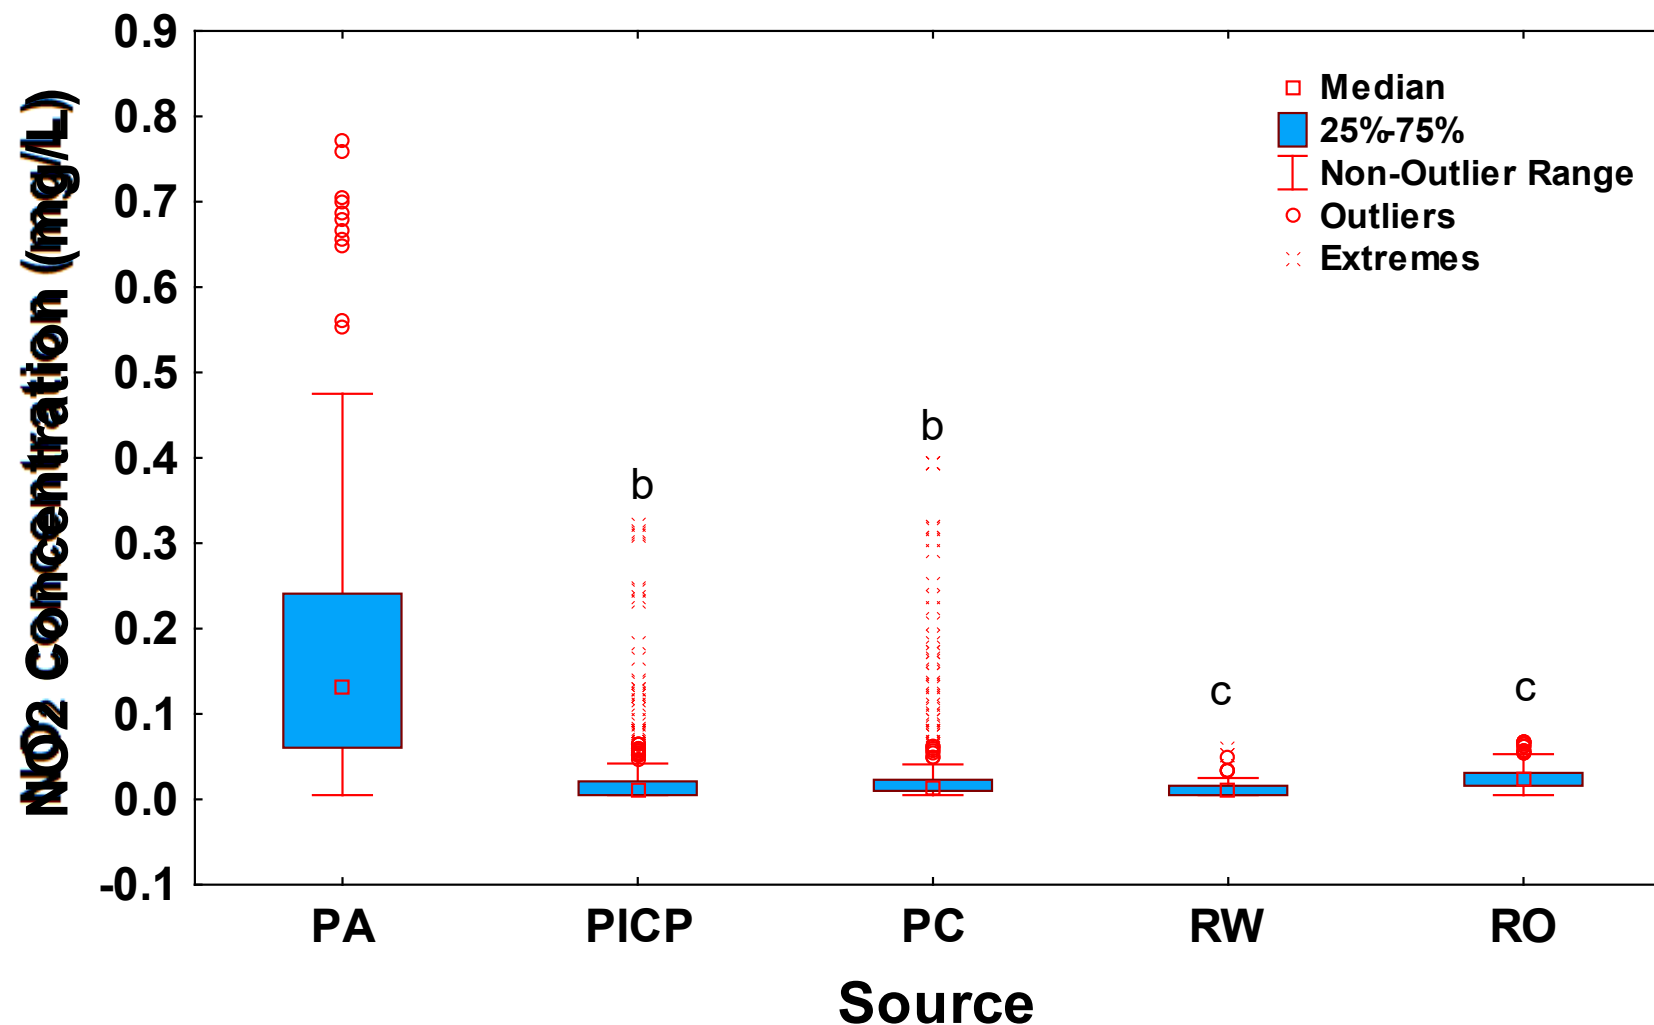 0.9
0.8
0.7
0.6
0.5
0.4
0.3
0.2
0.1
0.0
-0.1
NO2 Concentration (mg/L)
Median
25%-75%
Non-Outlier Range
Outliers
Extremes
b
b
c
c
PA PICP PC RW RO
Source